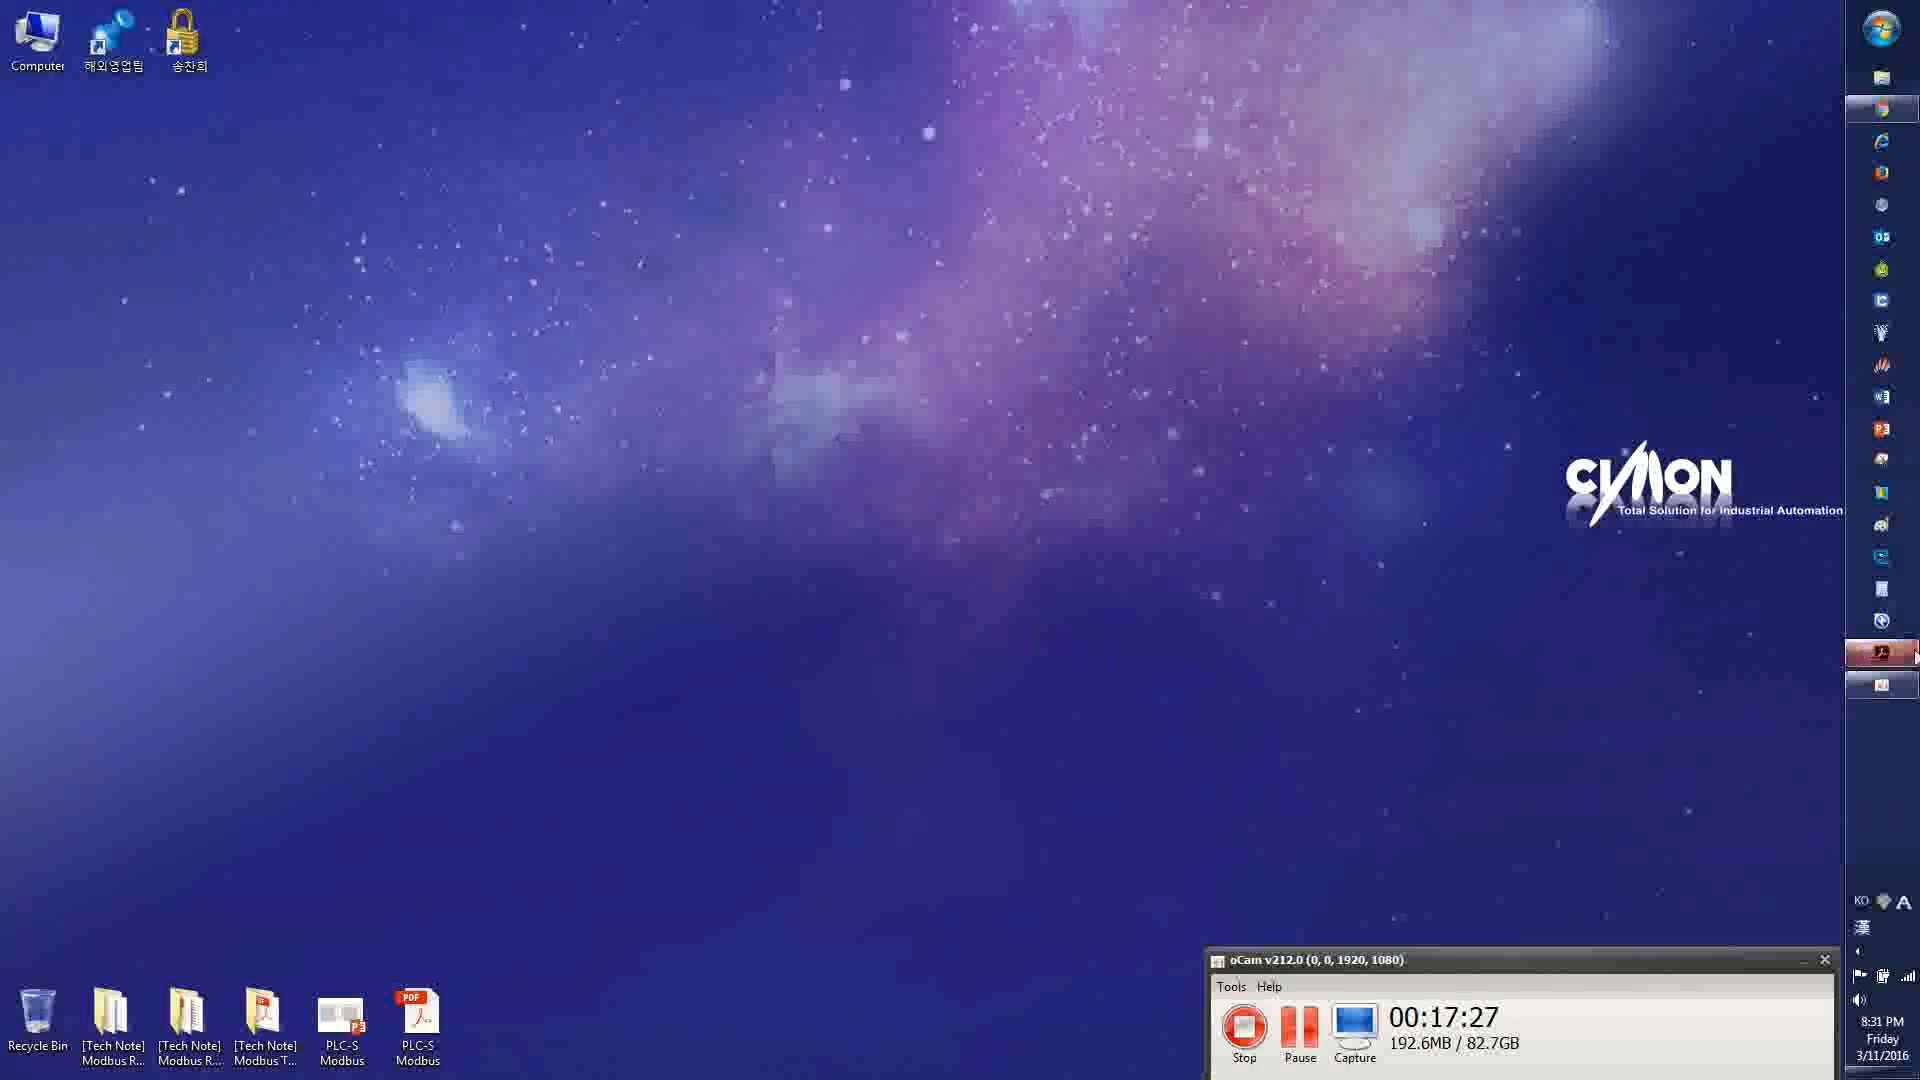 Computer
해외영업팀
송찬희
CIMON
Total Solution for Industrial Automation
KO
A
漢
oCam v212.0 (0, 0, 1920, 1080)
Tools Help
00:17:27
192.6MB / 82.7GB
Stop Pause Capture
Recycle Bin
[Tech Note] Modbus R...
[Tech Note] Modbus R...
[Tech Note] Modbus T...
PLC-S Modbus
PDF
PLC-S Modbus
8:31 PM
Friday
3/11/2016